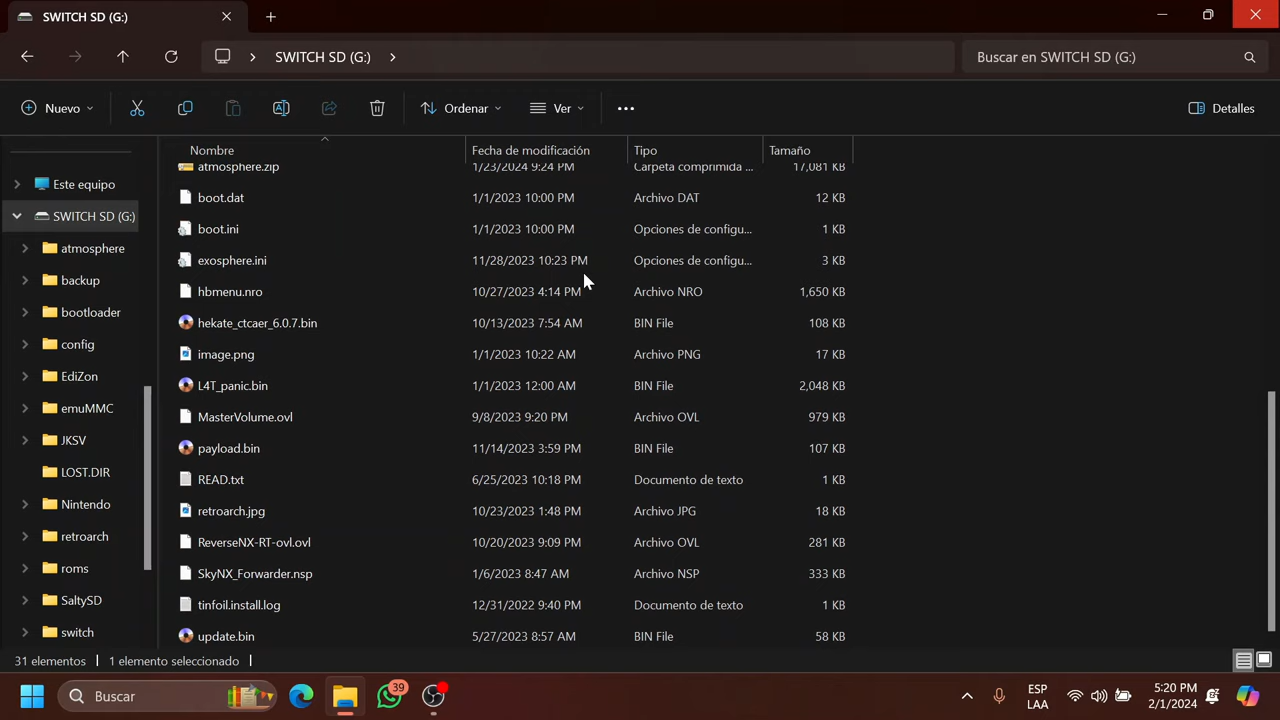 SWITCH SD (G:)
SWITCH SD (G:)
Buscar en SWITCH SD (G:)
Nuevo
Ordenar
Ver
Detalles
Nombre Fecha de modificación Tipo Tamaño
atmosphere.zip 1/23/2024 9:24 PM Carpeta comprimida ... 17,081 KB
boot.dat 1/1/2023 10:00 PM Archivo DAT 12 KB
boot.ini 1/1/2023 10:00 PM Opciones de configu... 1 KB
exosphere.ini 11/28/2023 10:23 PM Opciones de configu... 3 KB
hbmenu.nro 10/27/2023 4:14 PM Archivo NRO 1,650 KB
hekate_ctcaer_6.0.7.bin 10/13/2023 7:54 AM BIN File 108 KB
image.png 1/1/2023 10:22 AM Archivo PNG 17 KB
L4T_panic.bin 1/1/2023 12:00 AM BIN File 2,048 KB
MasterVolume.ovl 9/8/2023 9:20 PM Archivo OVL 979 KB
payload.bin 11/14/2023 3:59 PM BIN File 107 KB
READ.txt 6/25/2023 10:18 PM Documento de texto 1 KB
retroarch.jpg 10/23/2023 1:48 PM Archivo JPG 18 KB
ReverseNX-RT-ovl.ovl 10/20/2023 9:09 PM Archivo OVL 281 KB
SkyNX_Forwarder.nsp 1/6/2023 8:47 AM Archivo NSP 333 KB
tinfoil.install.log 12/31/2022 9:40 PM Documento de texto 1 KB
update.bin 5/27/2023 8:57 AM BIN File 58 KB
Este equipo
SWITCH SD (G:)
atmosphere
backup
bootloader
config
EdiZon
emuMMC
JKSV
LOST.DIR
Nintendo
retroarch
roms
SaltySD
switch
31 elementos
1 elemento seleccionado
Buscar
39
ESP
LAA
5:20 PM
2/1/2024